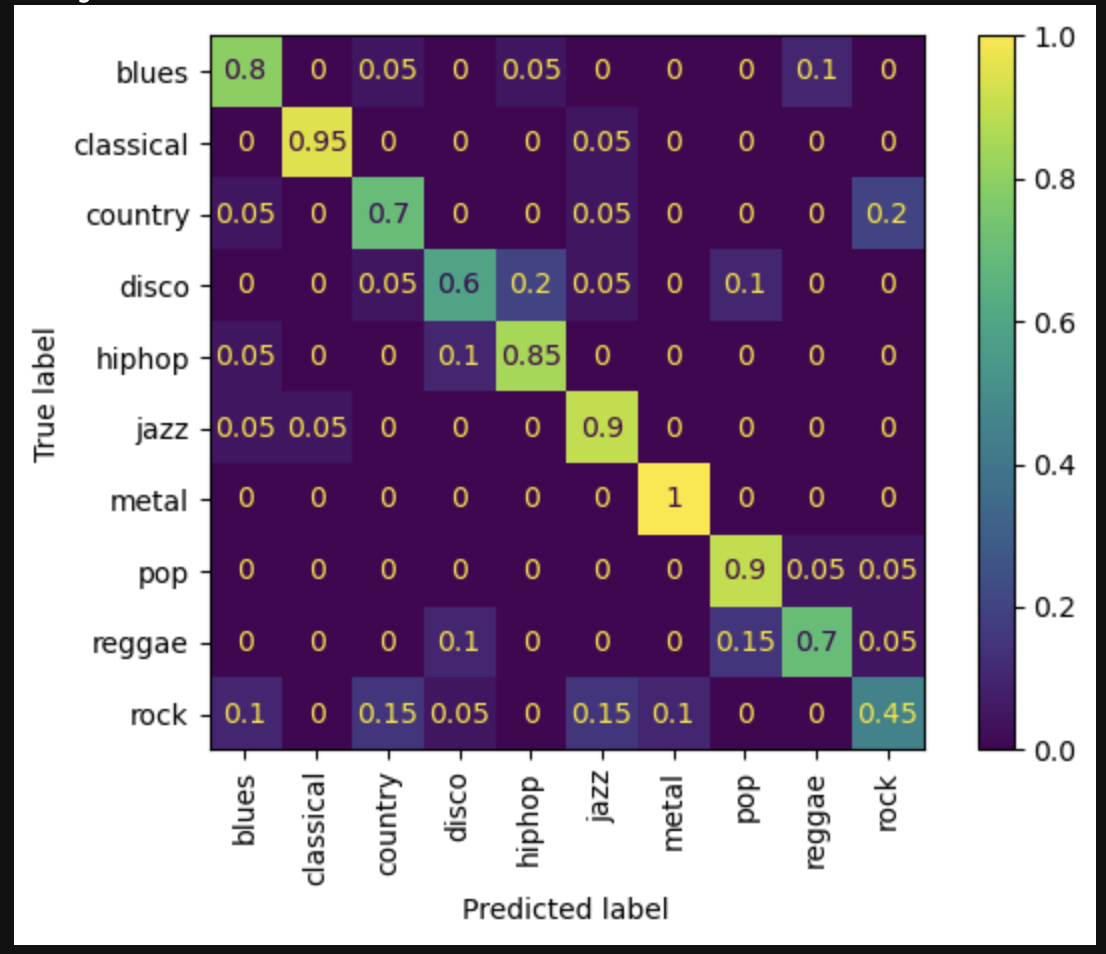 blues 0.8 0 0.05 0 0.05 0 0 0 0.1 0
classical 0 0.95 0 0 0 0.05 0 0 0 0
country 0.05 0 0.7 0 0 0.05 0 0 0 0.2
disco 0 0 0.05 0.6 0.2 0.05 0 0.1 0 0
hiphop 0.05 0 0 0.1 0.85 0 0 0 0 0
jazz 0.05 0.05 0 0 0 0.9 0 0 0 0
metal 0 0 0 0 0 0 1 0 0 0
pop 0 0 0 0 0 0 0 0.9 0.05 0.05
reggae 0 0 0 0.1 0 0 0 0.15 0.7 0.05
rock 0.1 0 0.15 0.05 0 0.15 0.1 0 0 0.45
True label
blues classical country disco hiphop jazz metal pop reggae rock
Predicted label
1.0
0.8
0.6
0.4
0.2
0.0